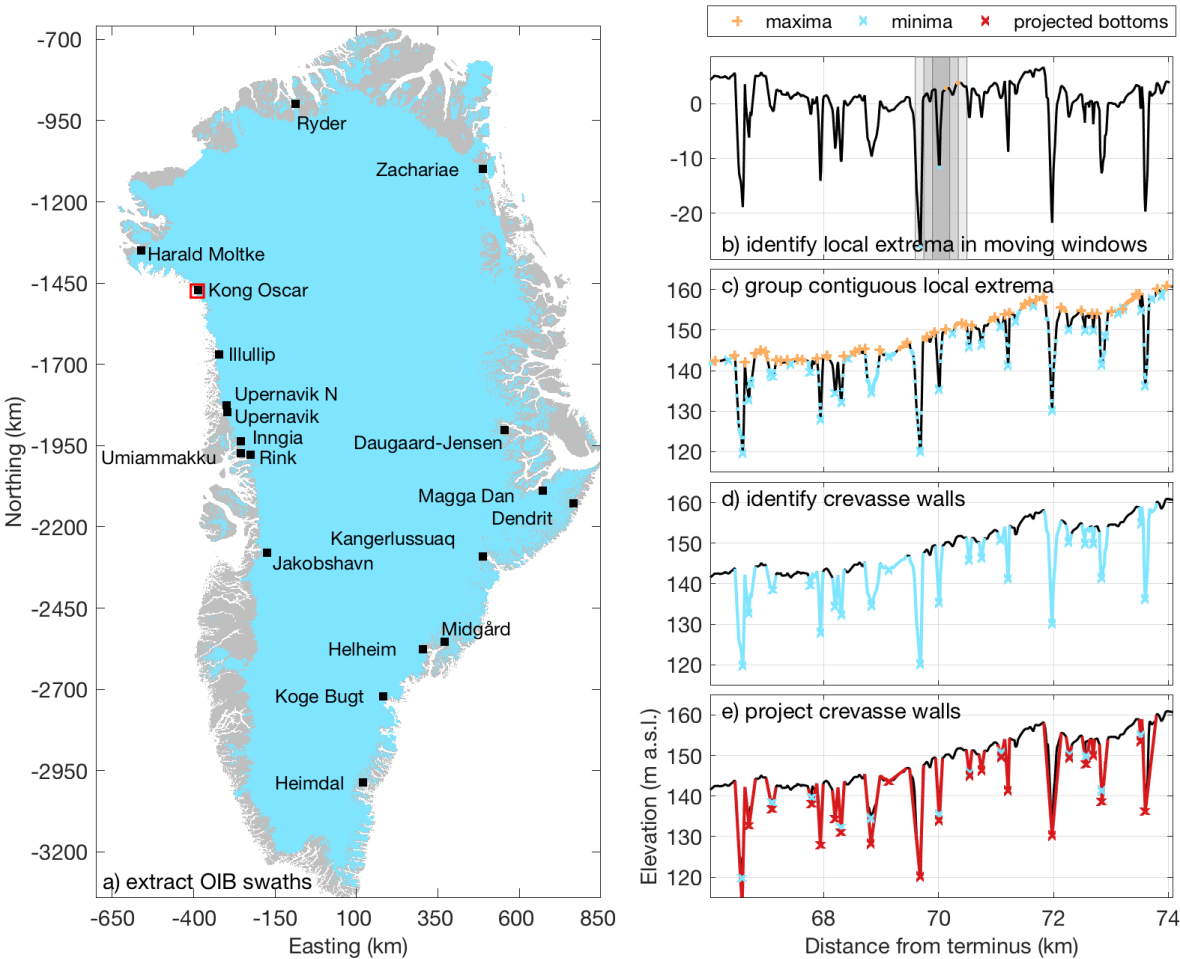 maxima minima projected bottoms
-700
-950
-1200
-1450
-1700
-1950
-2200
-2450
-2700
-2950
-3200
Northing (km)
Ryder
Zachariae
Harald Moltke
Kong Oscar
Illullip
Upernavik N
Upernavik
Inngia
Umiammakku
Rink
Daugaard-Jensen
Magga Dan
Dendrit
Kangerlussuaq
Jakobshavn
Midgård
Helheim
Koge Bugt
Heimdal
a) extract OIB swaths
-650 -400 -150 100 350 600 850
Easting (km)
0
-10
-20
b) identify local extrema in moving windows
c) group contiguous local extrema
160
150
140
130
120
d) identify crevasse walls
160
150
140
130
120
e) project crevasse walls
160
150
140
130
120
Elevation (m a.s.l.)
68 70 72 74
Distance from terminus (km)